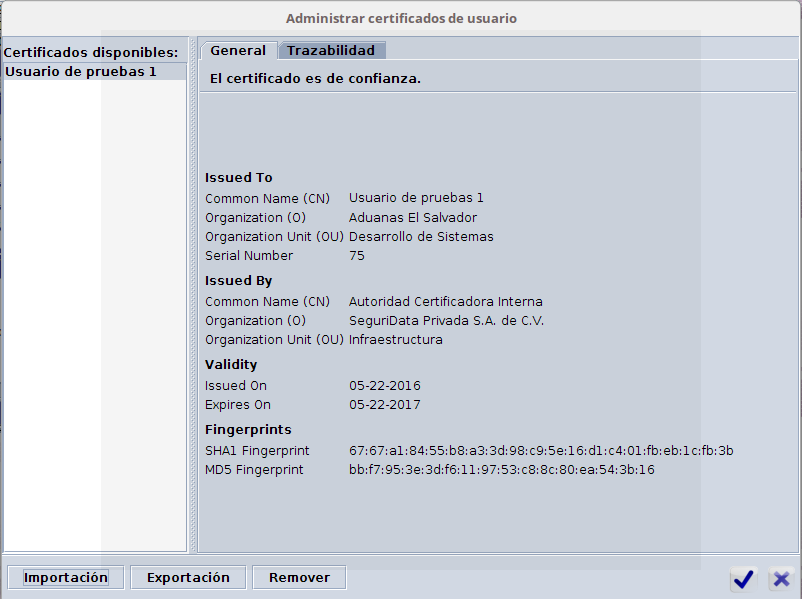 Administrar certificados de usuario
Certificados disponibles:
Usuario de pruebas 1
General Trazabilidad
El certificado es de confianza.
Issued To
Common Name (CN) Usuario de pruebas 1
Organization (O) Aduanas El Salvador
Organization Unit (OU) Desarrollo de Sistemas
Serial Number 75
Issued By
Common Name (CN) Autoridad Certificadora Interna
Organization (O) SeguriData Privada S.A. de C.V.
Organization Unit (OU) Infraestructura
Validity
Issued On 05-22-2016
Expires On 05-22-2017
Fingerprints
SHA1 Fingerprint 67:67:a1:84:55:b8:a3:3d:98:c9:5e:16:d1:c4:01:fb:eb:1c:fb:3b
MD5 Fingerprint bb:f7:95:3e:3d:f6:11:97:53:c8:8c:80:ea:54:3b:16
Importación Exportación Remover